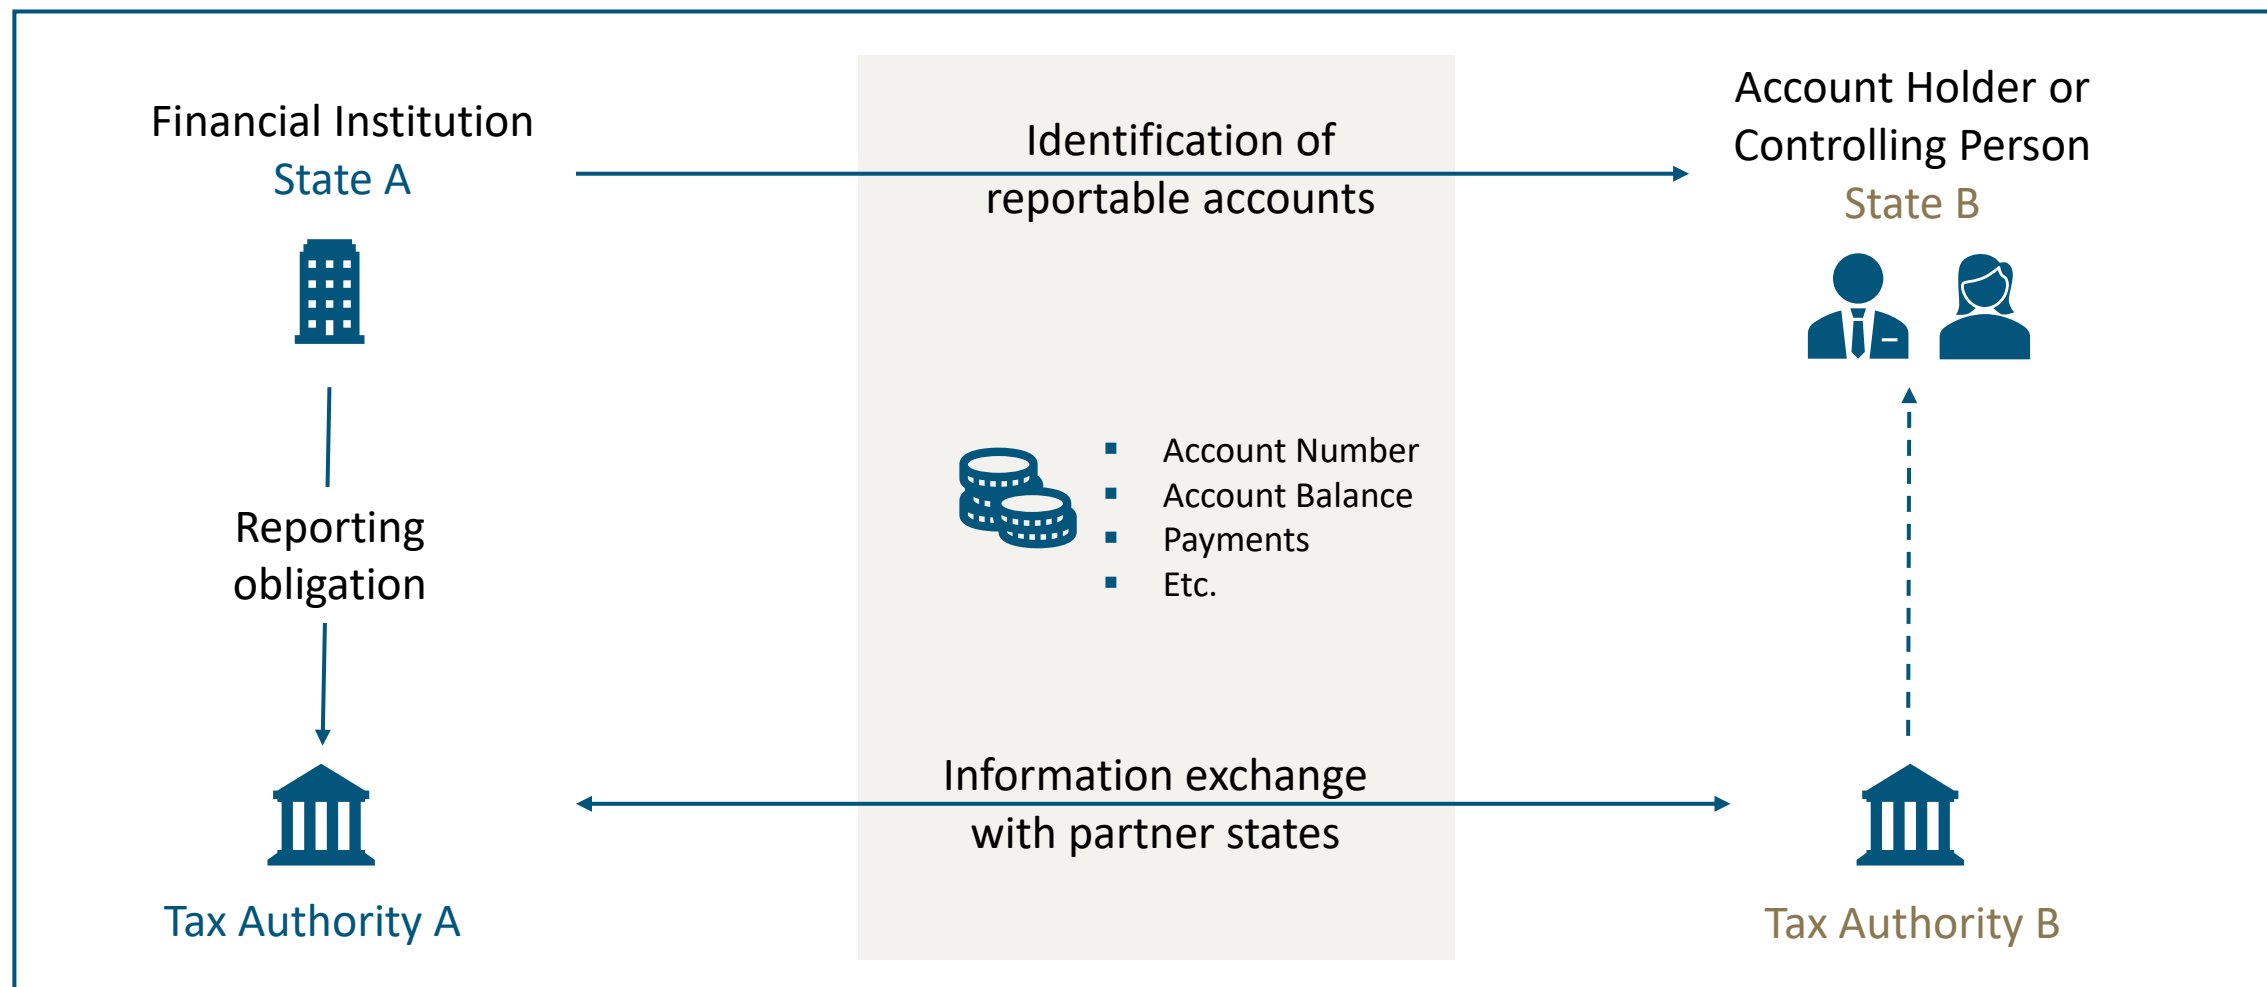 Financial Institution
State A
Identification of
reportable accounts
Account Holder or
Controlling Person
State B
Reporting
obligation
▪ Account Number
▪ Account Balance
▪ Payments
▪ Etc.
Information exchange
with partner states
Tax Authority A
Tax Authority B